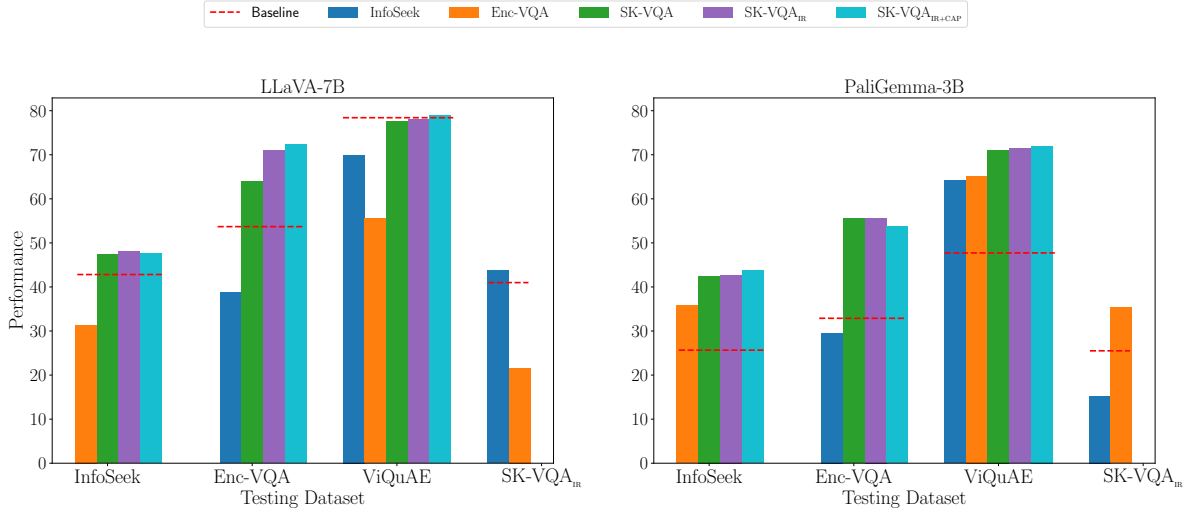 Baseline InfoSeek Enc-VQA SK-VQA SK-VQA_IR SK-VQA_IR+CAP
LLaVA-7B
80
70
60
50
40
30
20
10
0
Performance
InfoSeek Enc-VQA ViQuAE SK-VQA_IR
Testing Dataset
PaliGemma-3B
80
70
60
50
40
30
20
10
0
InfoSeek Enc-VQA ViQuAE SK-VQA_IR
Testing Dataset